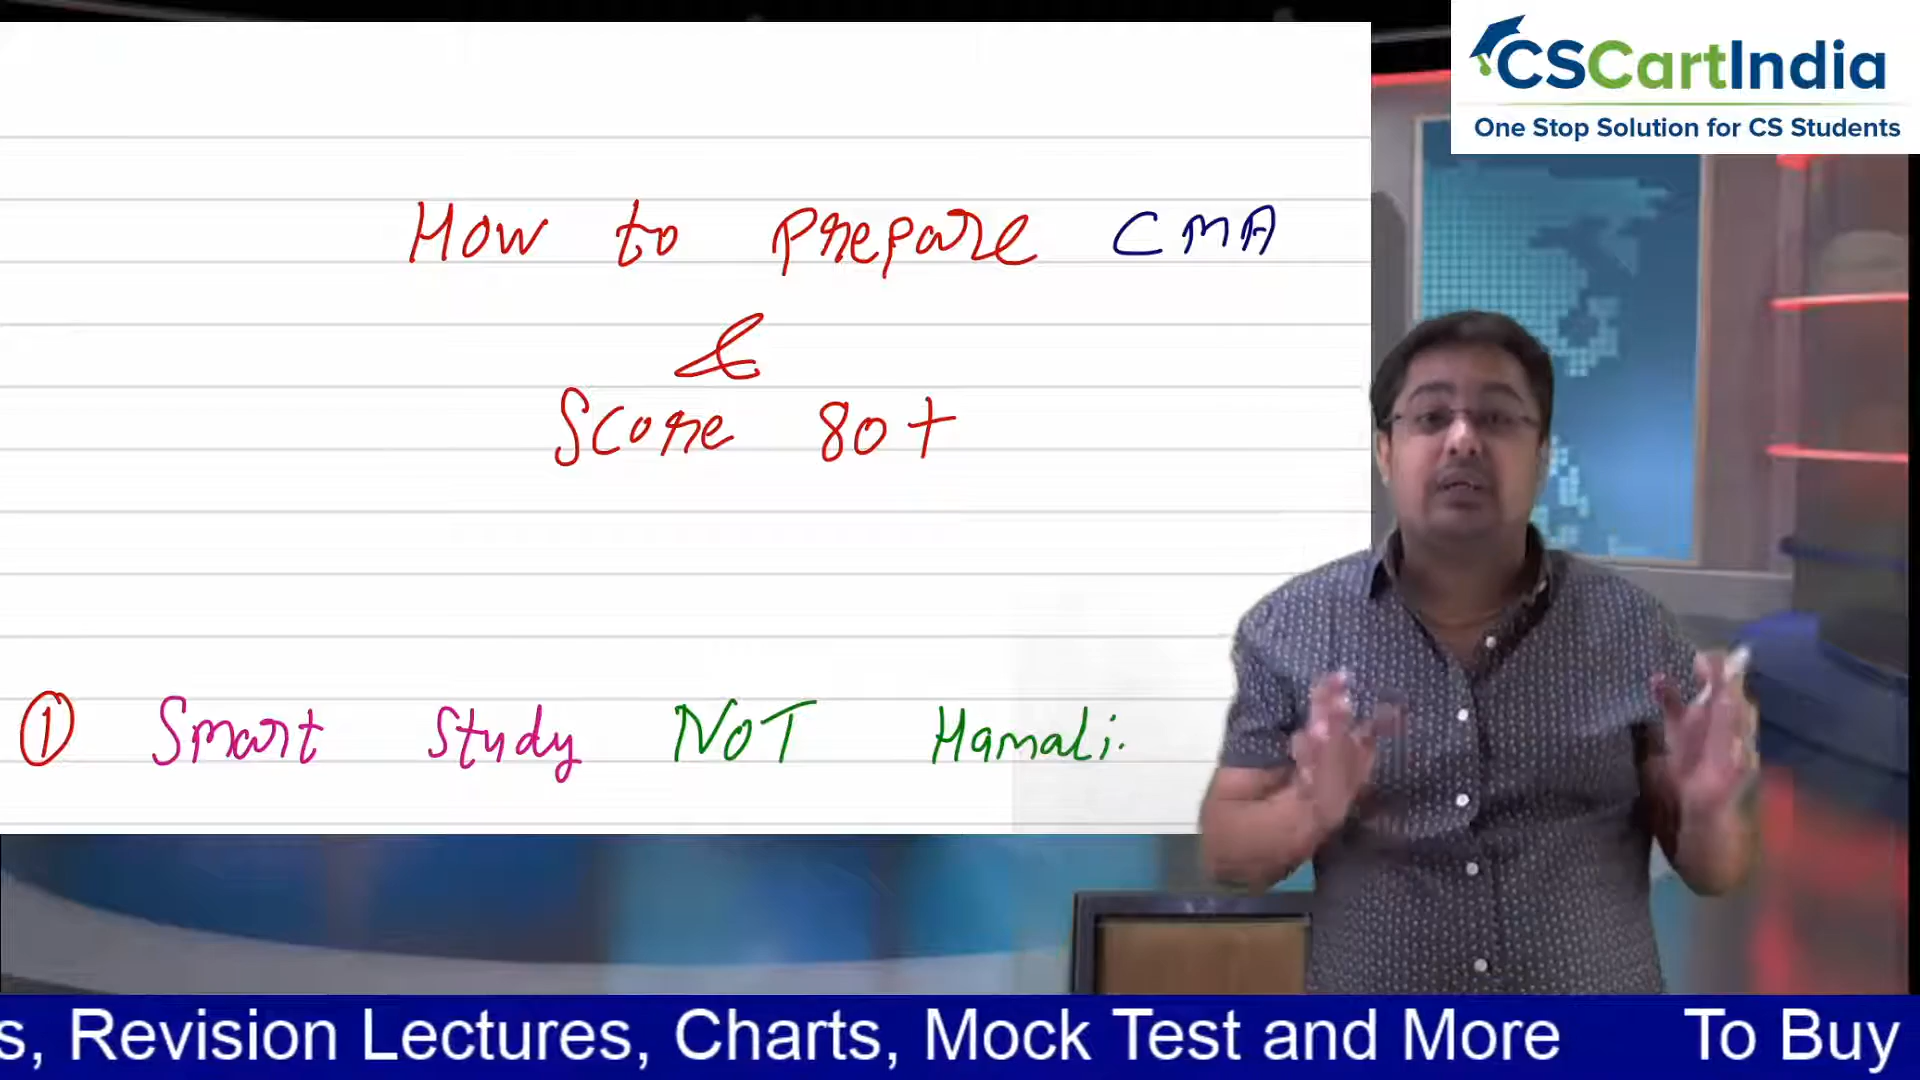 CSCartIndia
One Stop Solution for CS Students
How to prepare CMA
&
Score 80+
① Smart Study NOT Hamali.
s, Revision Lectures, Charts, Mock Test and More To Buy